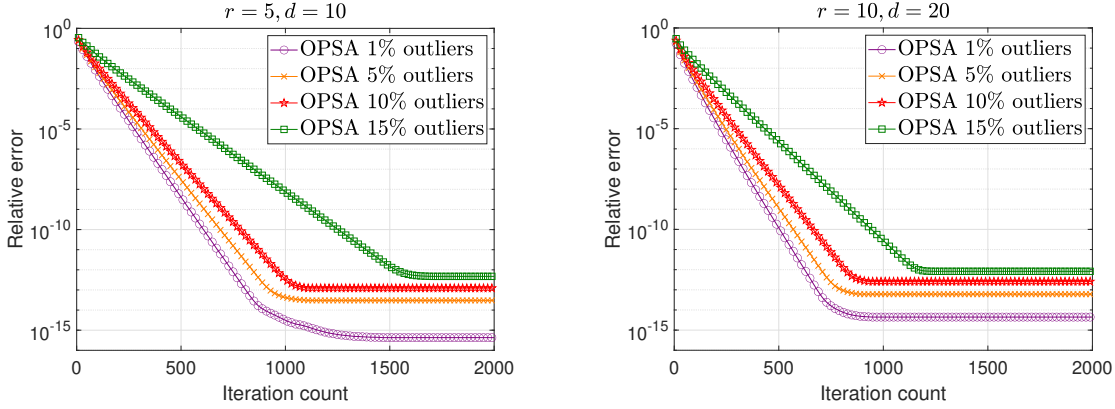 r = 5, d = 10
10^0
10^-5
10^-10
10^-15
Relative error
OPSA 1% outliers
OPSA 5% outliers
OPSA 10% outliers
OPSA 15% outliers
0 500 1000 1500 2000
Iteration count
r = 10, d = 20
10^0
10^-5
10^-10
10^-15
Relative error
OPSA 1% outliers
OPSA 5% outliers
OPSA 10% outliers
OPSA 15% outliers
0 500 1000 1500 2000
Iteration count